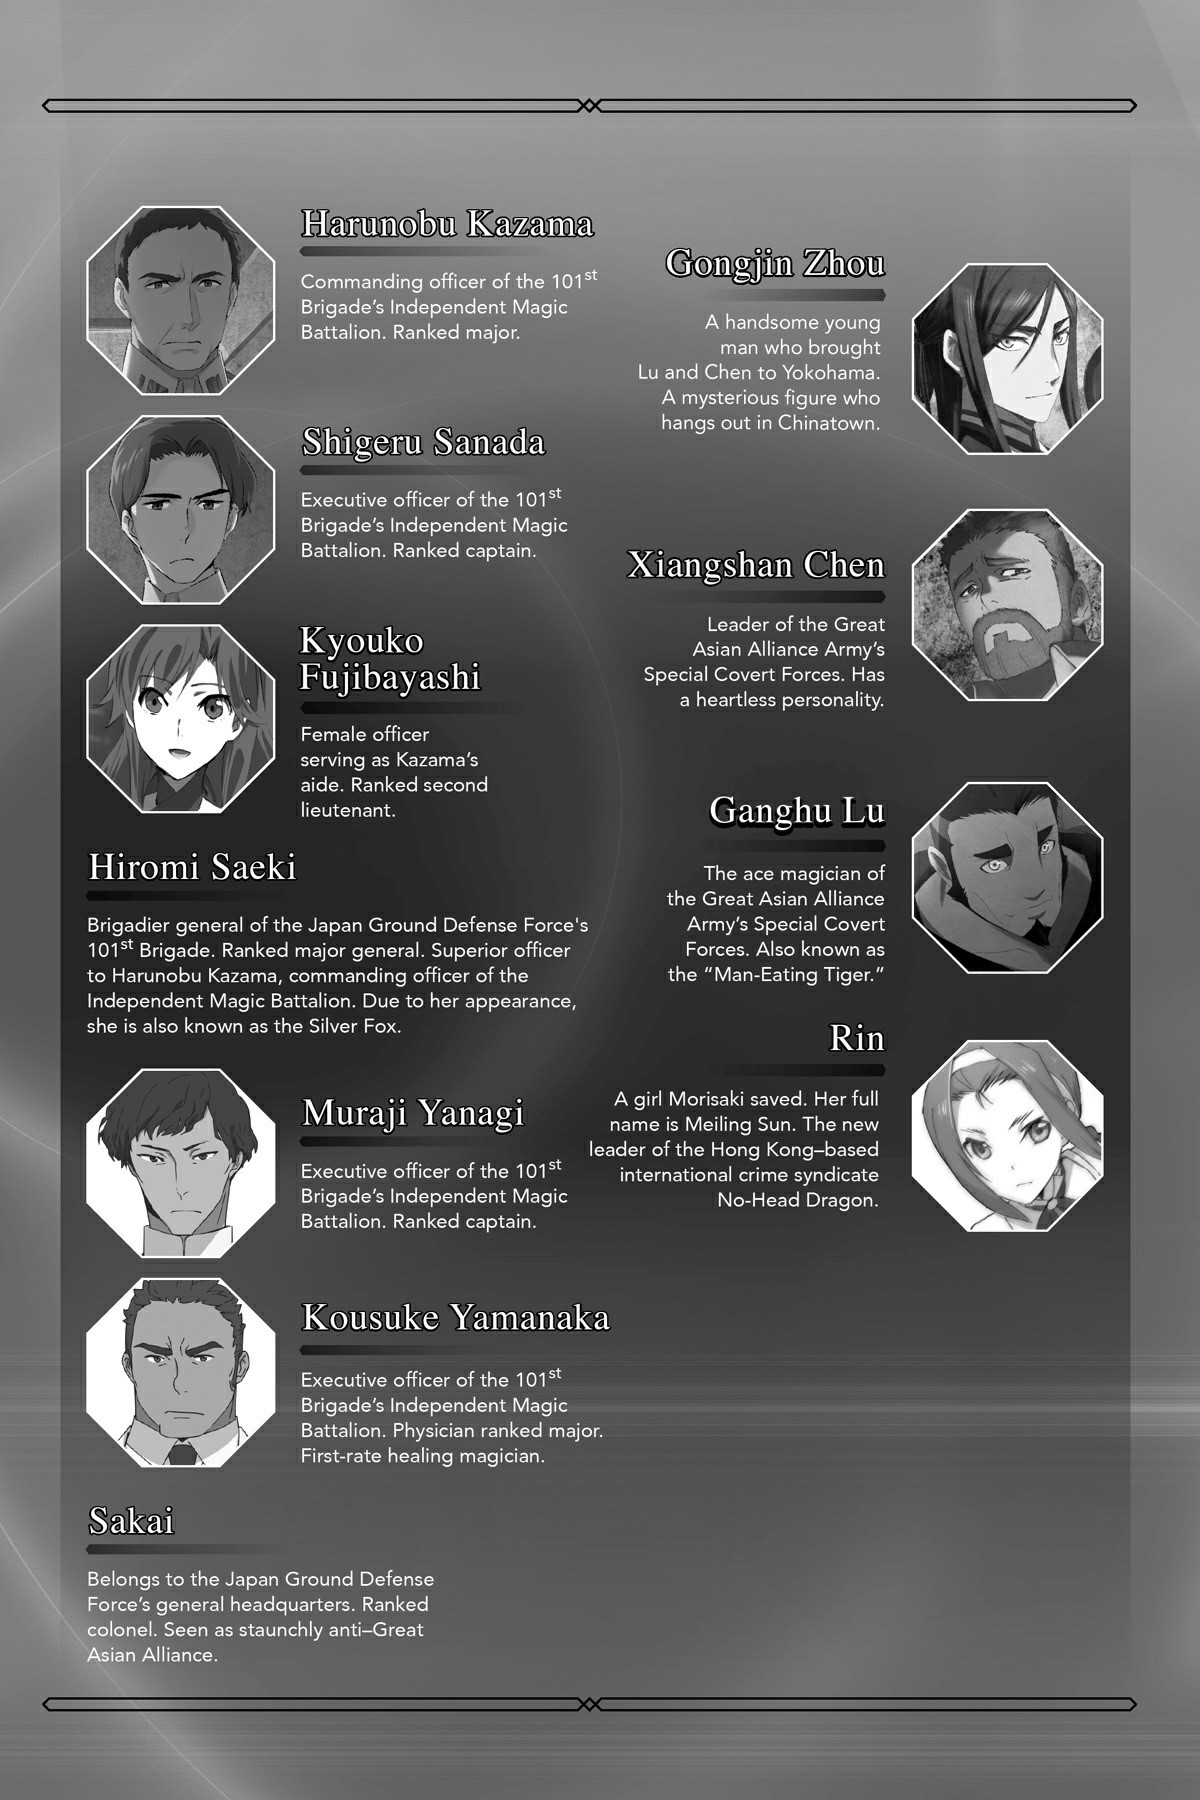 Harunobu Kazama
Commanding officer of the 101st
Brigade’s Independent Magic
Battalion. Ranked major.
Shigeru Sanada
Executive officer of the 101st
Brigade’s Independent Magic
Battalion. Ranked captain.
Kyouko
Fujibayashi
Female officer
serving as Kazama’s
aide. Ranked second
lieutenant.
Hiromi Saeki
Brigadier general of the Japan Ground Defense Force's
101st Brigade. Ranked major general. Superior officer
to Harunobu Kazama, commanding officer of the
Independent Magic Battalion. Due to her appearance,
she is also known as the Silver Fox.
Muraji Yanagi
Executive officer of the 101st
Brigade’s Independent Magic
Battalion. Ranked captain.
Kousuke Yamanaka
Executive officer of the 101st
Brigade’s Independent Magic
Battalion. Physician ranked major.
First-rate healing magician.
Sakai
Belongs to the Japan Ground Defense
Force’s general headquarters. Ranked
colonel. Seen as staunchly anti–Great
Asian Alliance.
Gongjin Zhou
A handsome young
man who brought
Lu and Chen to Yokohama.
A mysterious figure who
hangs out in Chinatown.
Xiangshan Chen
Leader of the Great
Asian Alliance Army’s
Special Covert Forces. Has
a heartless personality.
Ganghu Lu
The ace magician of
the Great Asian Alliance
Army’s Special Covert
Forces. Also known as
the “Man-Eating Tiger.”
Rin
A girl Morisaki saved. Her full
name is Meiling Sun. The new
leader of the Hong Kong–based
international crime syndicate
No-Head Dragon.